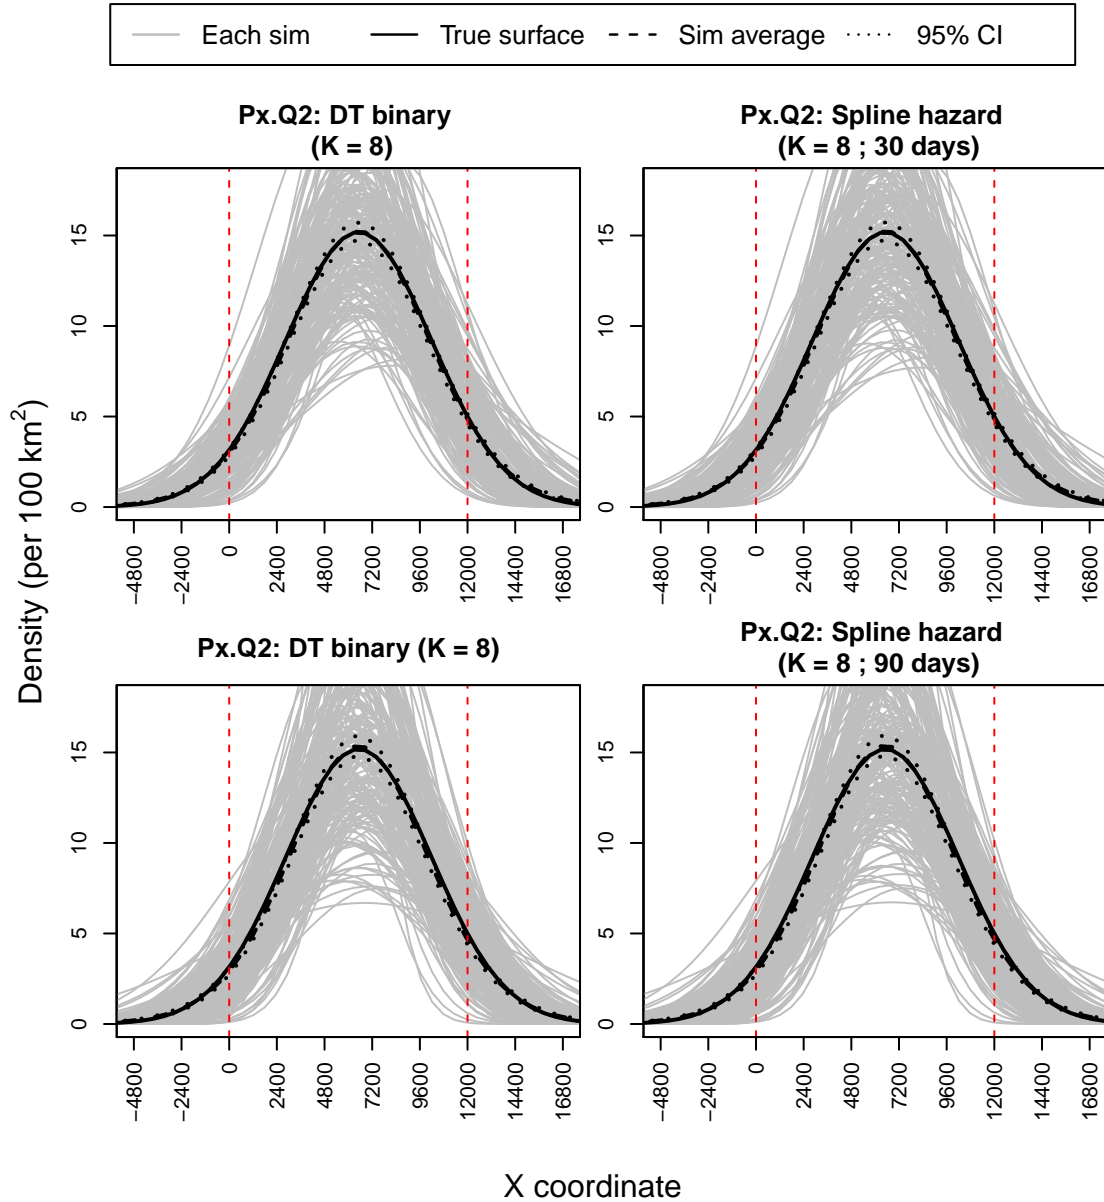 Each sim True surface Sim average 95% CI
Px.Q2: DT binary
(K = 8)
Px.Q2: Spline hazard
(K = 8 ; 30 days)
15
10
5
0
−4800 −2400 0 2400 4800 7200 9600 12000 14400 16800
15
10
5
0
−4800 −2400 0 2400 4800 7200 9600 12000 14400 16800
Density (per 100 km²)
Px.Q2: DT binary (K = 8)
Px.Q2: Spline hazard
(K = 8 ; 90 days)
15
10
5
0
−4800 −2400 0 2400 4800 7200 9600 12000 14400 16800
15
10
5
0
−4800 −2400 0 2400 4800 7200 9600 12000 14400 16800
X coordinate